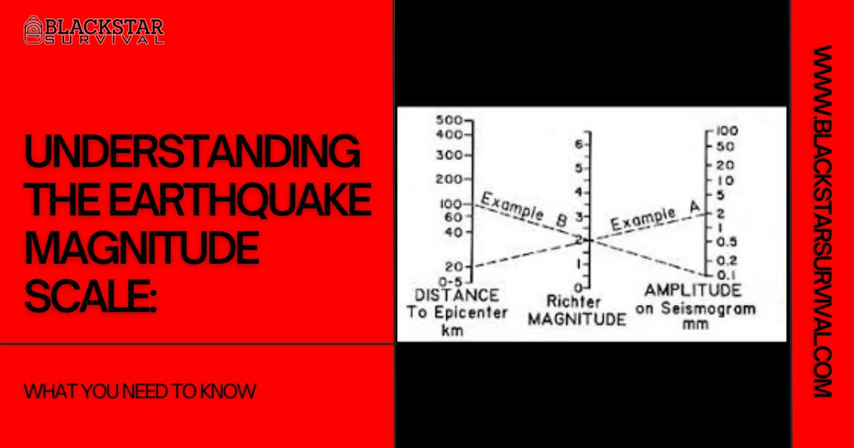 BLACKSTAR
SURVIVAL
UNDERSTANDING
THE EARTHQUAKE
MAGNITUDE
SCALE:
WHAT YOU NEED TO KNOW
500
400
300
200
100
60
40
20
0-5
DISTANCE
To Epicenter
km
Example B
6
5
4
3
2
1
0
Richter
MAGNITUDE
Example A
100
50
20
10
5
2
1
0.5
0.2
0.1
AMPLITUDE
on Seismogram
mm
WWW.BLACKSTARSURVIVAL.COM